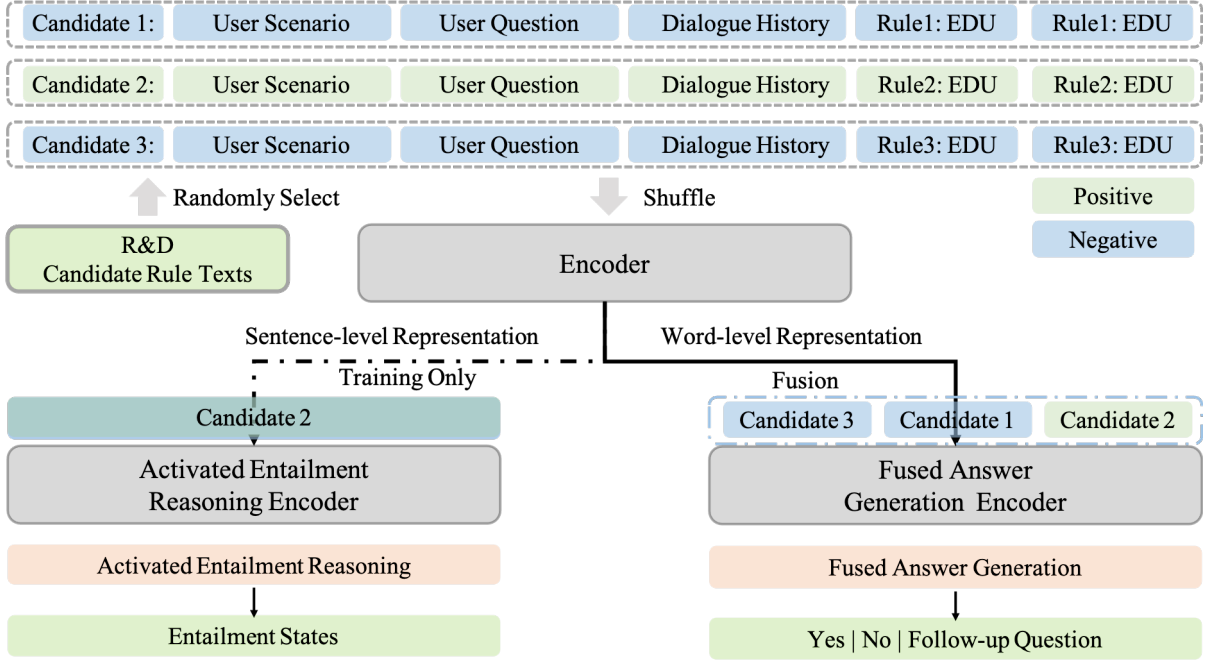 Candidate 1: User Scenario User Question Dialogue History Rule1: EDU Rule1: EDU
Candidate 2: User Scenario User Question Dialogue History Rule2: EDU Rule2: EDU
Candidate 3: User Scenario User Question Dialogue History Rule3: EDU Rule3: EDU
Randomly Select
Shuffle
Positive
Negative
R&D
Candidate Rule Texts
Encoder
Sentence-level Representation
Word-level Representation
Training Only
Fusion
Candidate 2
Candidate 3 Candidate 1 Candidate 2
Activated Entailment
Reasoning Encoder
Fused Answer
Generation Encoder
Activated Entailment Reasoning
Fused Answer Generation
Entailment States
Yes | No | Follow-up Question